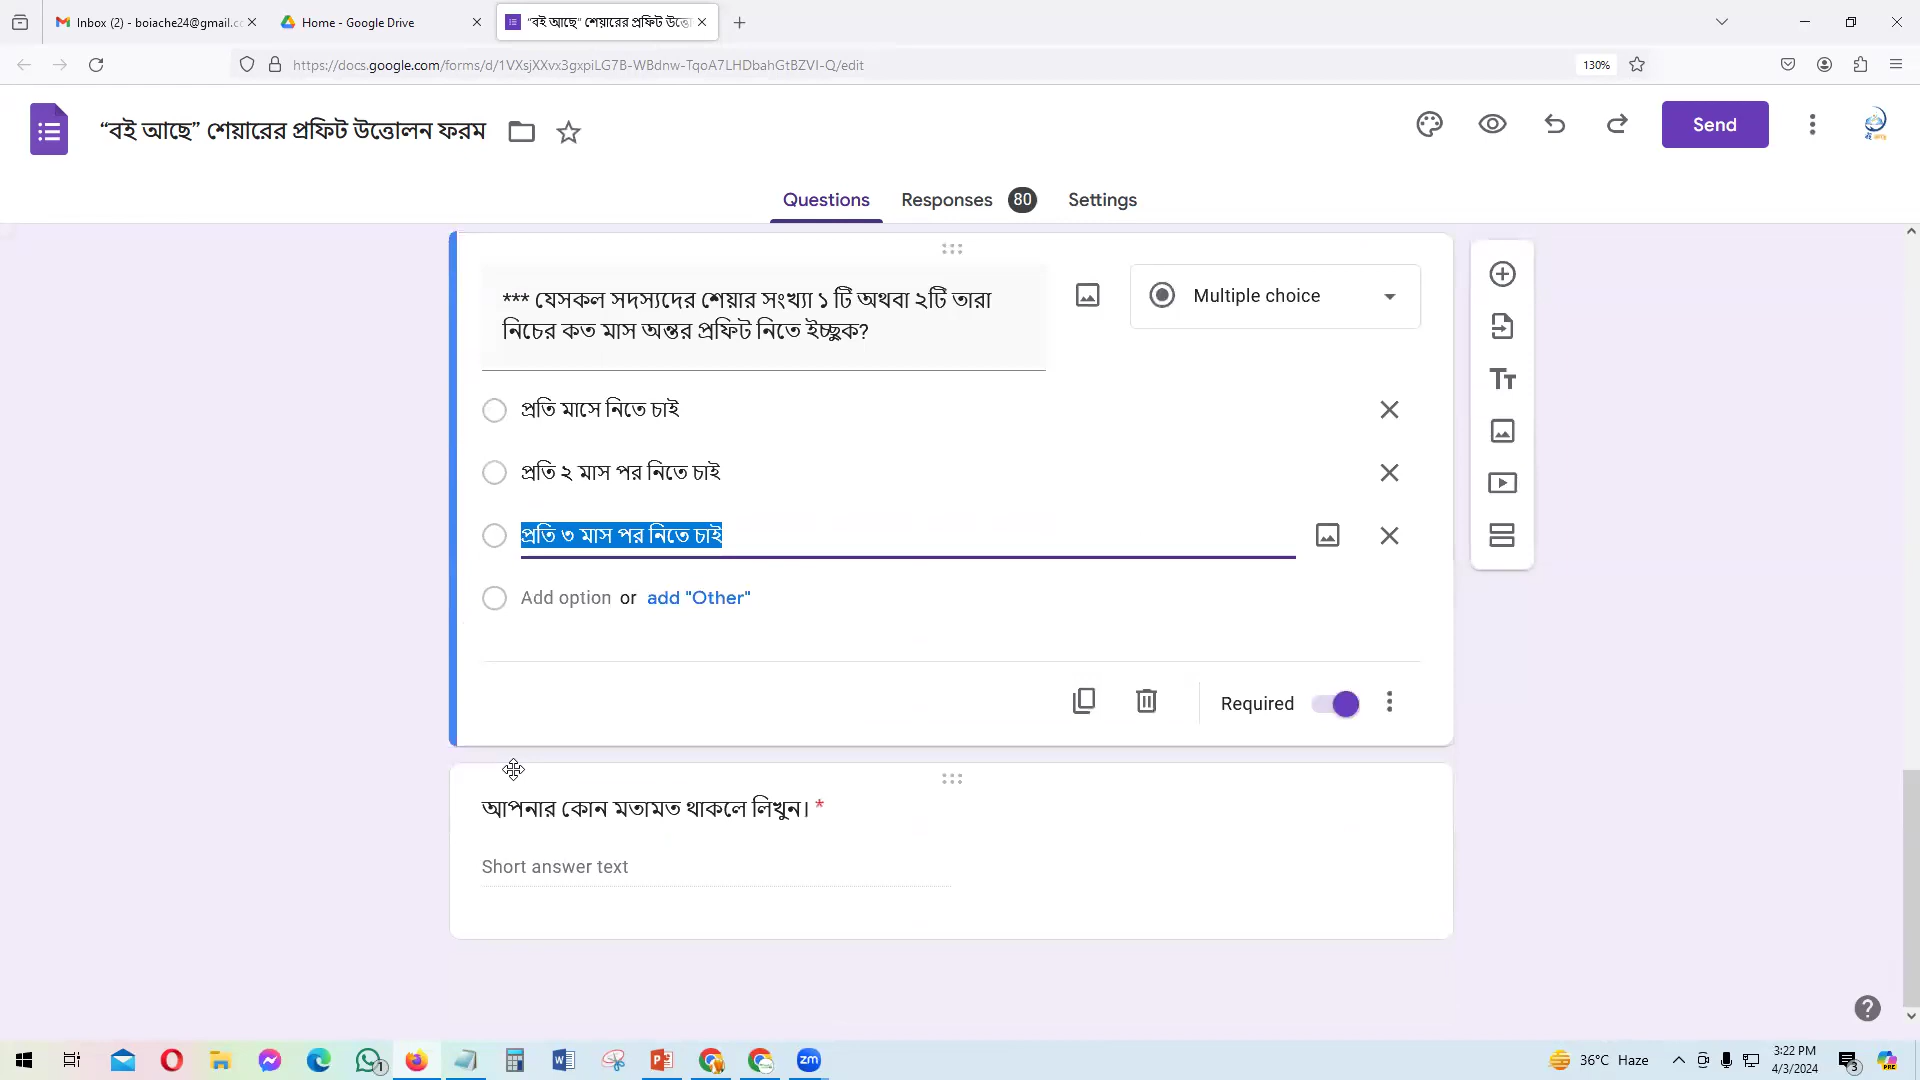 Inbox (2) - boiache24@gmail.c
Home - Google Drive
"বই আছে" শেয়ারের প্রফিট উত্তো
https://docs.google.com/forms/d/1VXsjXXvx3gxpiLG7B-WBdnw-TqoA7LHDbahGtBZVI-Q/edit
130%
“বই আছে” শেয়ারের প্রফিট উত্তোলন ফরম
Send
Questions
Responses 80
Settings
*** যেসকল সদস্যদের শেয়ার সংখ্যা ১ টি অথবা ২টি তারা
নিচের কত মাস অন্তর প্রফিট নিতে ইচ্ছুক?
Multiple choice
প্রতি মাসে নিতে চাই
প্রতি ২ মাস পর নিতে চাই
প্রতি ৩ মাস পর নিতে চাই
Add option or add "Other"
Required
আপনার কোন মতামত থাকলে লিখুন। *
Short answer text
36°C Haze
3:22 PM
4/3/2024